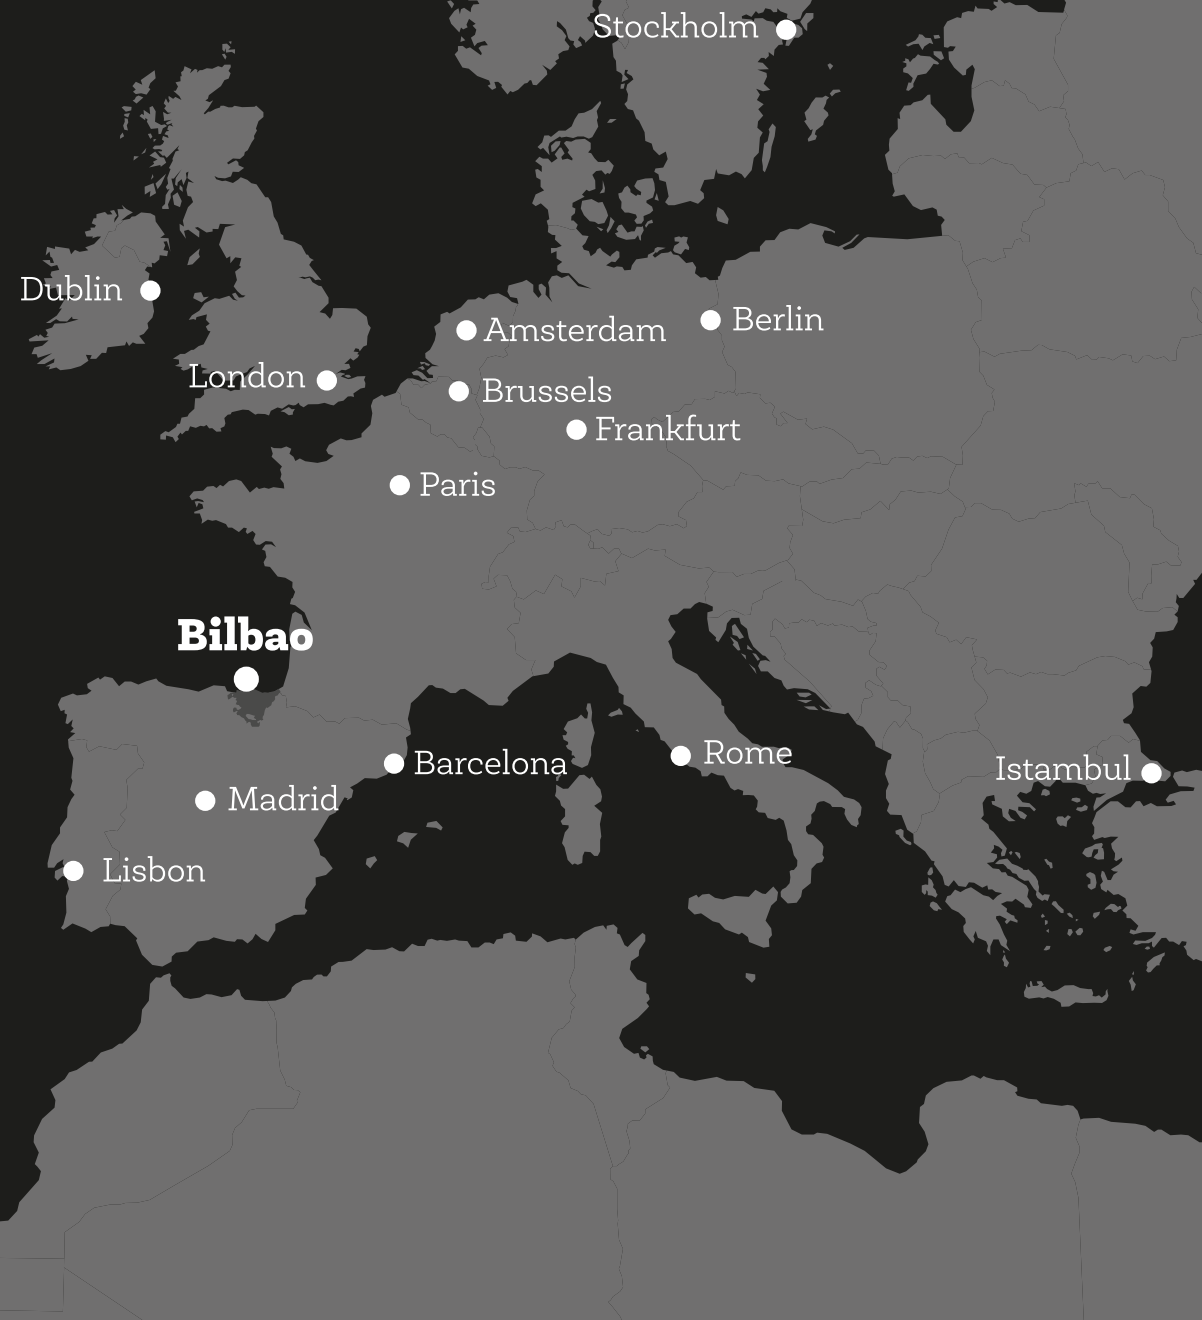 Stockholm
Dublin
Amsterdam
Berlin
London
Brussels
Frankfurt
Paris
Bilbao
Barcelona
Rome
Istambul
Madrid
Lisbon